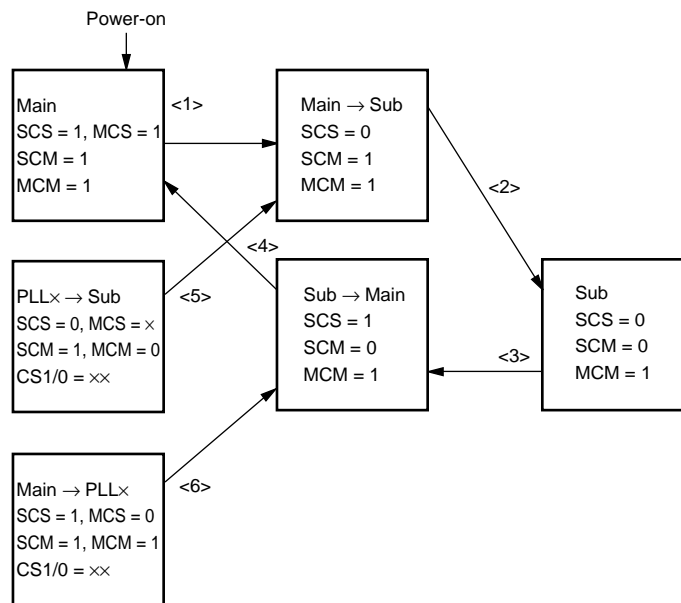 Power-on
Main
SCS = 1, MCS = 1
SCM = 1
MCM = 1
<1>
Main → Sub
SCS = 0
SCM = 1
MCM = 1
<2>
<4>
PLL× → Sub
SCS = 0, MCS = ×
SCM = 1, MCM = 0
CS1/0 = ××
<5>
Sub → Main
SCS = 1
SCM = 0
MCM = 1
<3>
Sub
SCS = 0
SCM = 0
MCM = 1
Main → PLL×
SCS = 1, MCS = 0
SCM = 1, MCM = 1
CS1/0 = ××
<6>